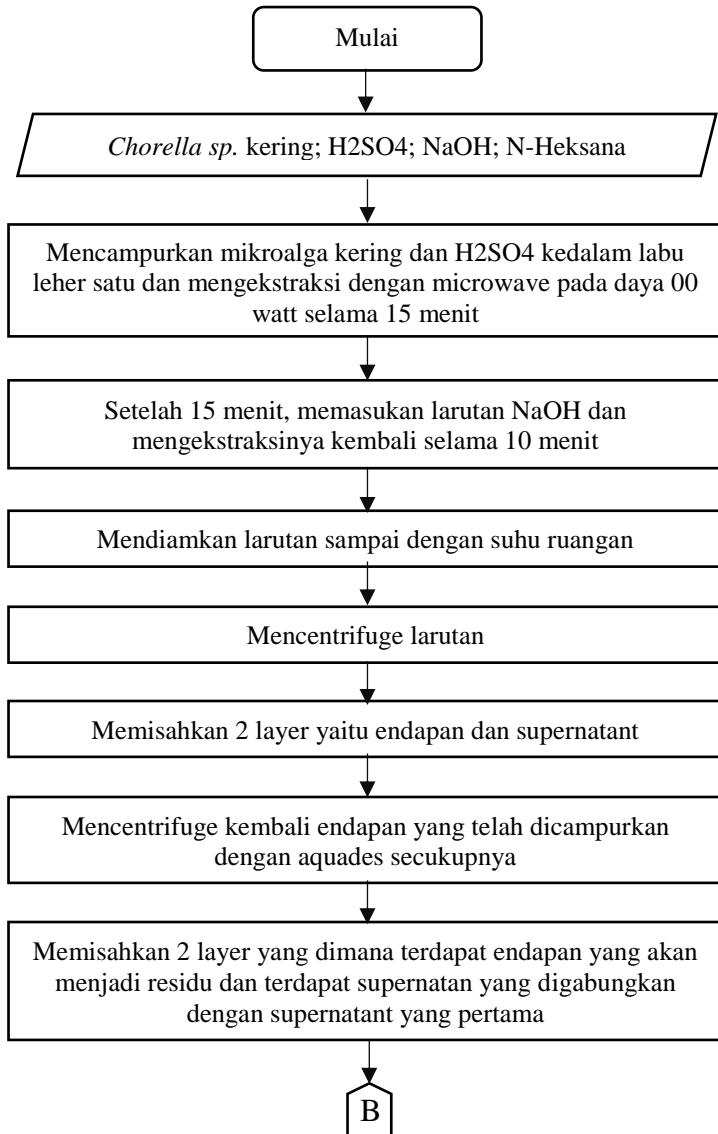 Mulai
Chorella sp. kering; H2SO4; NaOH; N-Heksana
Mencampurkan mikroalga kering dan H2SO4 kedalam labu
leher satu dan mengekstraksi dengan microwave pada daya 00
watt selama 15 menit
Setelah 15 menit, memasukan larutan NaOH dan
mengekstraksinya kembali selama 10 menit
Mendiamkan larutan sampai dengan suhu ruangan
Mencentrifuge larutan
Memisahkan 2 layer yaitu endapan dan supernatant
Mencentrifuge kembali endapan yang telah dicampurkan
dengan aquades secukupnya
Memisahkan 2 layer yang dimana terdapat endapan yang akan
menjadi residu dan terdapat supernatan yang digabungkan
dengan supernatant yang pertama
B